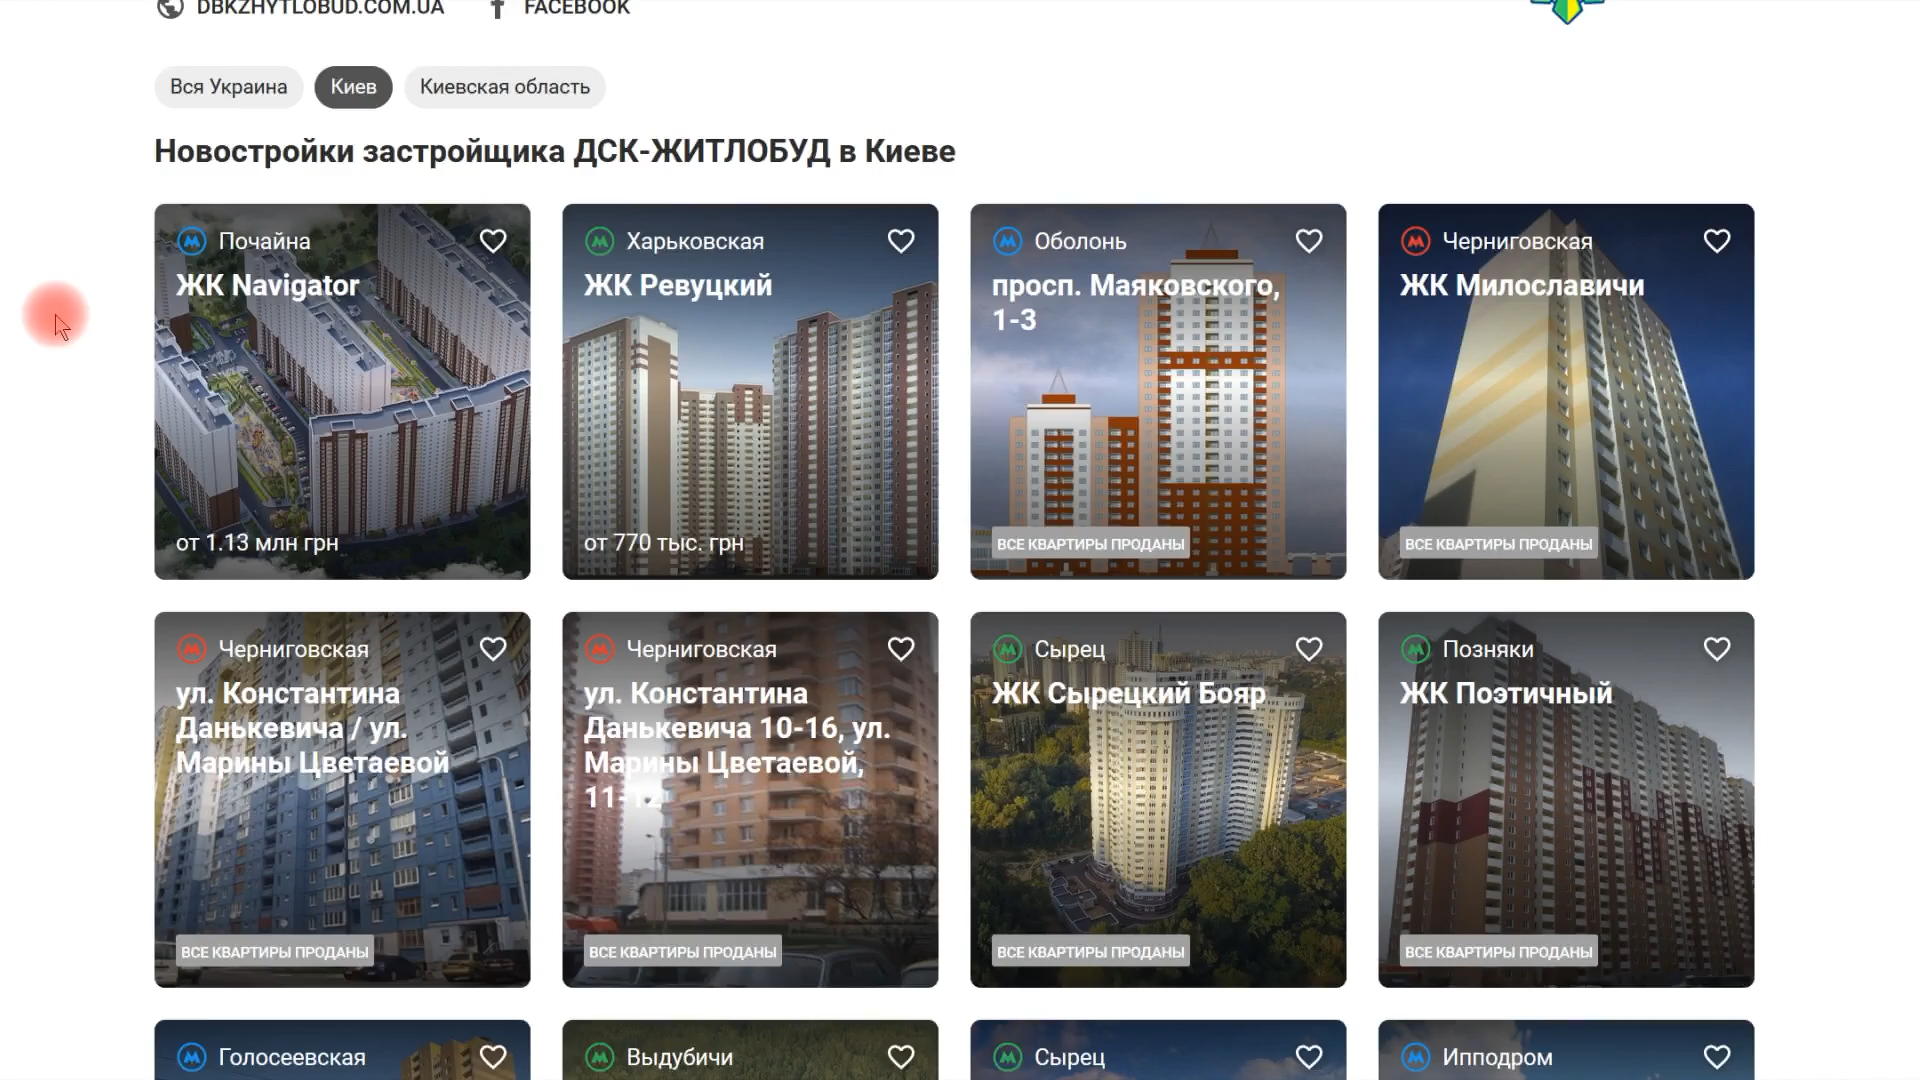 DBKZHYTLOBUD.COM.UA FACEBOOK
Вся Украина Киев Киевская область
Новостройки застройщика ДСК-ЖИТЛОБУД в Киеве
Почайна
ЖК Navigator
от 1.13 млн грн
Харьковская
ЖК Ревуцкий
от 770 тыс. грн
Оболонь
просп. Маяковского,
1-3
ВСЕ КВАРТИРЫ ПРОДАНЫ
Черниговская
ЖК Милославичи
ВСЕ КВАРТИРЫ ПРОДАНЫ
Черниговская
ул. Константина
Данькевича / ул.
Марины Цветаевой
ВСЕ КВАРТИРЫ ПРОДАНЫ
Черниговская
ул. Константина
Данькевича 10-16, ул.
Марины Цветаевой,
11-12
ВСЕ КВАРТИРЫ ПРОДАНЫ
Сырец
ЖК Сырецкий Бояр
ВСЕ КВАРТИРЫ ПРОДАНЫ
Позняки
ЖК Поэтичный
ВСЕ КВАРТИРЫ ПРОДАНЫ
Голосеевская
Выдубичи
Сырец
Ипподром